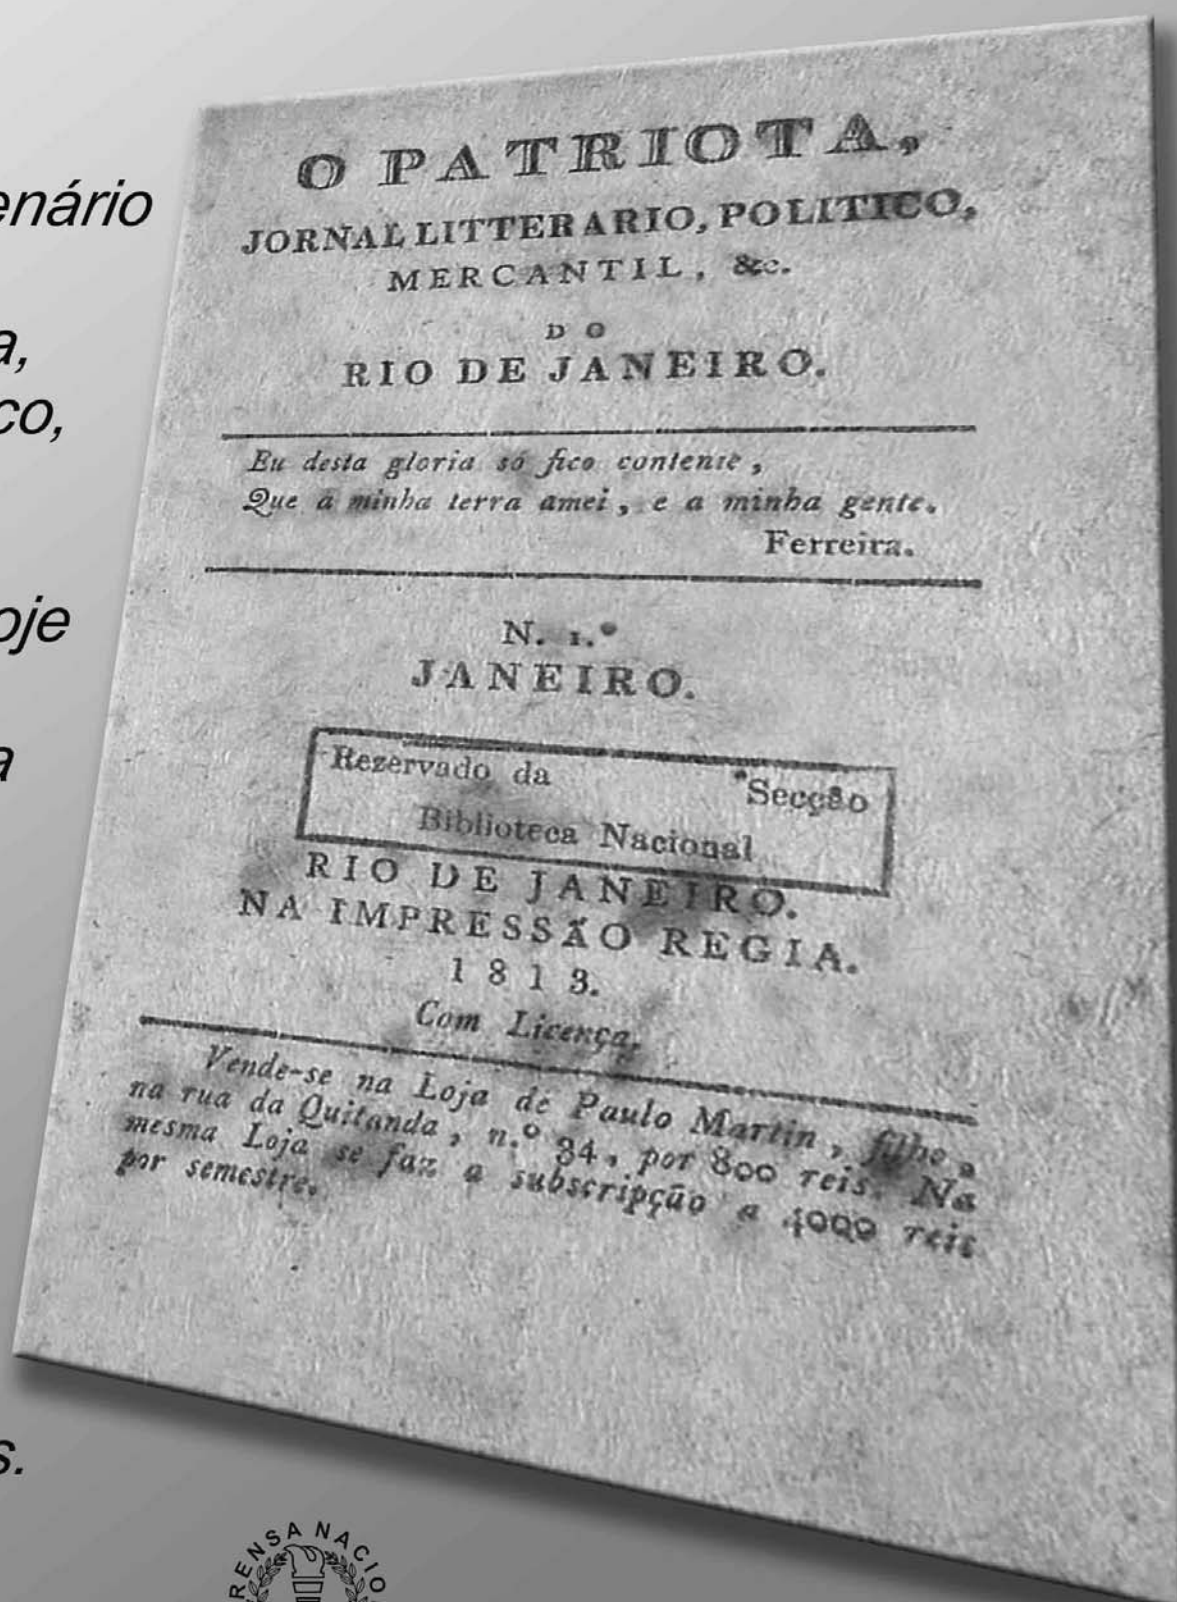 enário
a,
co,
oje
a
s.
O PATRIOTA,
JORNAL LITTERARIO, POLITICO,
MERCANTIL, &c.
DO
RIO DE JANEIRO.
Eu desta gloria só fico contente,
Que a minha terra amei, e a minha gente.
Ferreira.
N. 1.º
JANEIRO.
Rezervado da Secção
Biblioteca Nacional
RIO DE JANEIRO.
NA IMPRESSÃO REGIA.
1813.
Com Licença.
Vende-se na Loja de Paulo Martin, filho,
na rua da Quitanda, n.º 34, por 800 reis. Na
mesma Loja se faz a subscripção a 4000 reis
por semestre.
RENSA NACIO